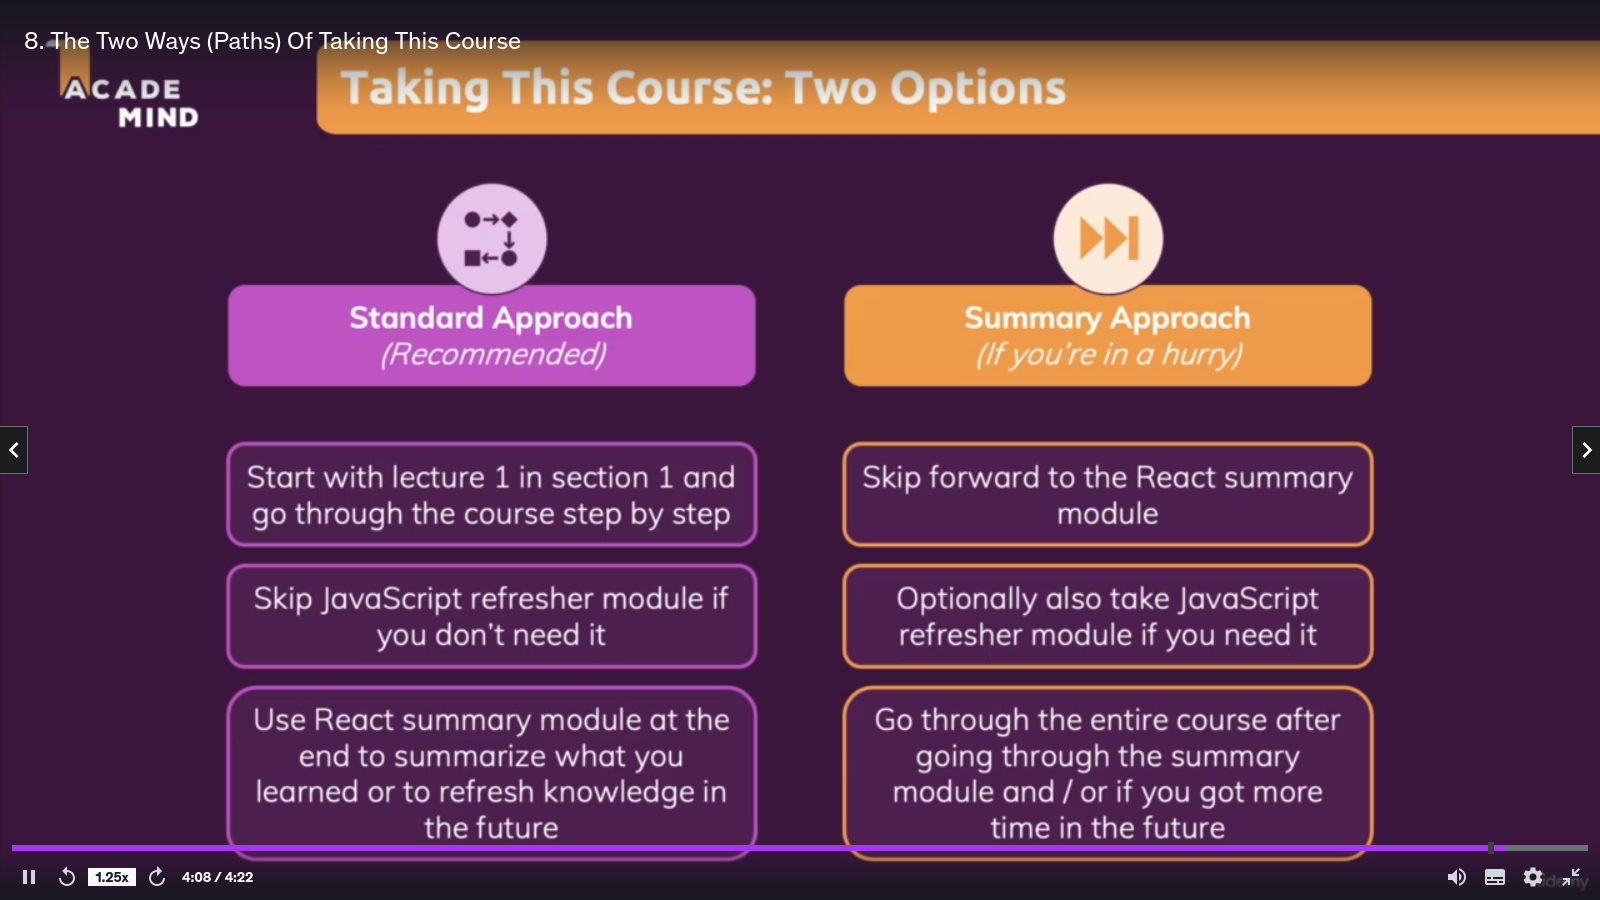 8. The Two Ways (Paths) Of Taking This Course
ACADE
MIND
Taking This Course: Two Options
Standard Approach
(Recommended)
Start with lecture 1 in section 1 and
go through the course step by step
Skip JavaScript refresher module if
you don’t need it
Use React summary module at the
end to summarize what you
learned or to refresh knowledge in
the future
Summary Approach
(If you’re in a hurry)
Skip forward to the React summary
module
Optionally also take JavaScript
refresher module if you need it
Go through the entire course after
going through the summary
module and / or if you got more
time in the future
1.25x
4:08 / 4:22